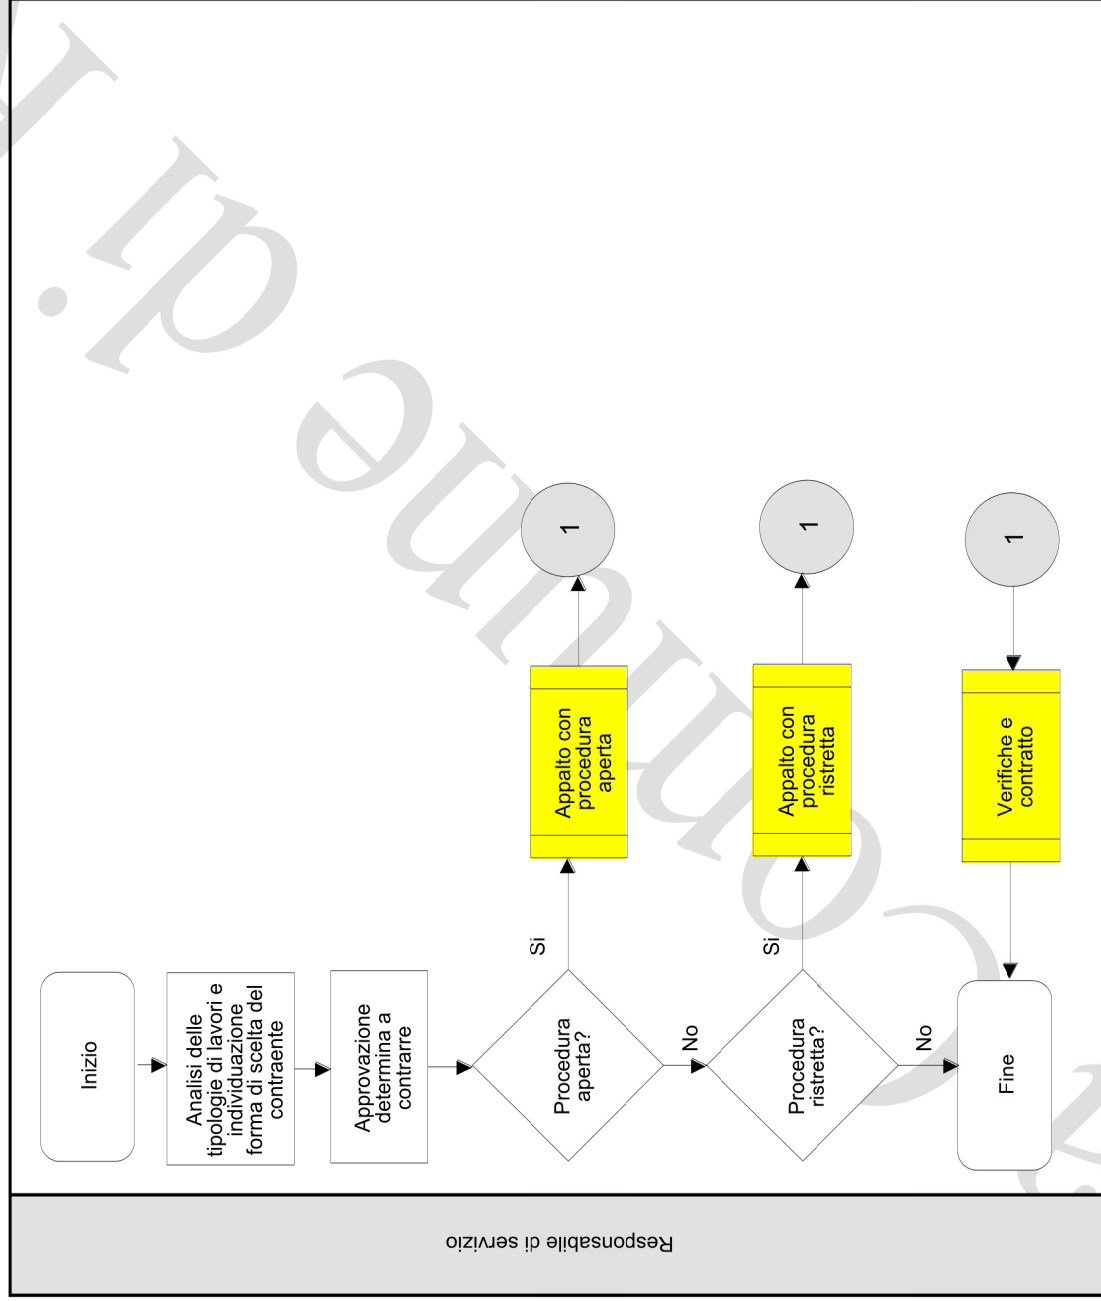 Inizio
Analisi delle
tipologie di lavori e
individuazione
forma di scelta del
contraente
Approvazione
determina a
contrarre
Procedura
aperta?
Si
Appalto con
procedura
aperta
1
No
Procedura
ristretta?
Si
Appalto con
procedura
ristretta
1
No
Fine
Verifiche e
contratto
1
Responsabile di servizio
Comune di